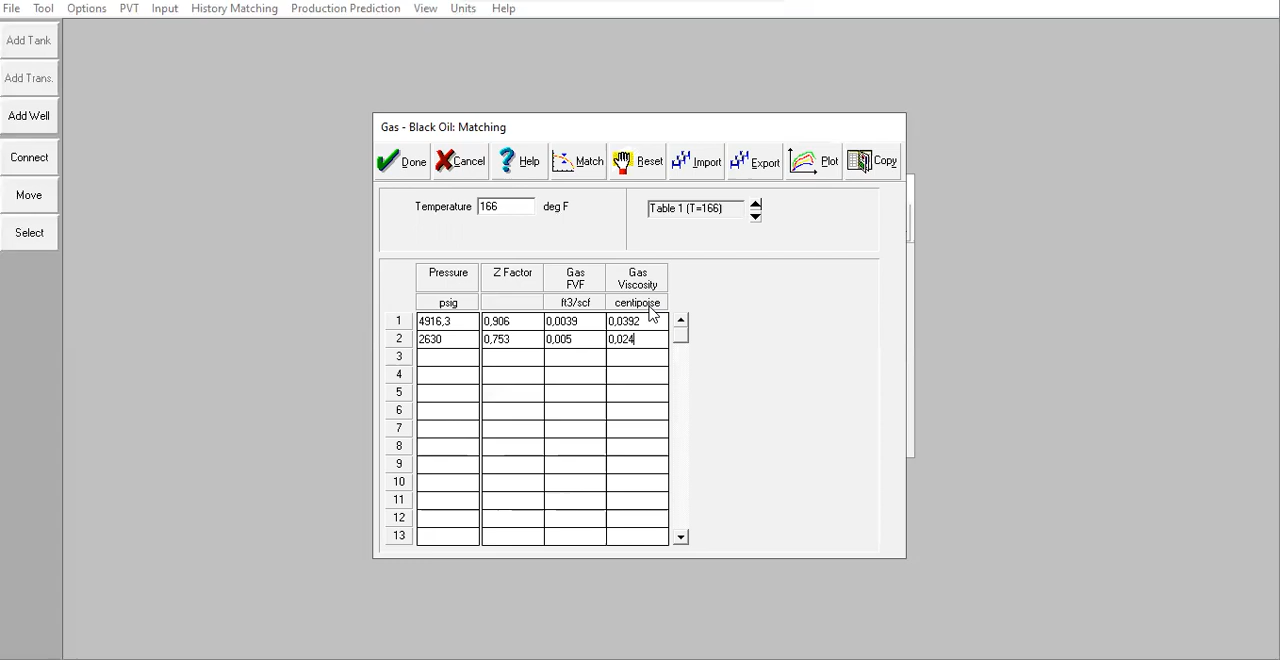 File Tool Options PVT Input History Matching Production Prediction View Units Help
Add Tank
Add Trans.
Add Well
Connect
Move
Select
Gas - Black Oil: Matching
Done Cancel Help Match Reset Import Export Plot Copy
Temperature 166 deg F Table 1 (T=166)
Pressure Z Factor Gas FVF Gas Viscosity
psig ft3/scf centipoise
1 4916,3 0,906 0,0039 0,0392
2 2630 0,753 0,005 0,024
3
4
5
6
7
8
9
10
11
12
13